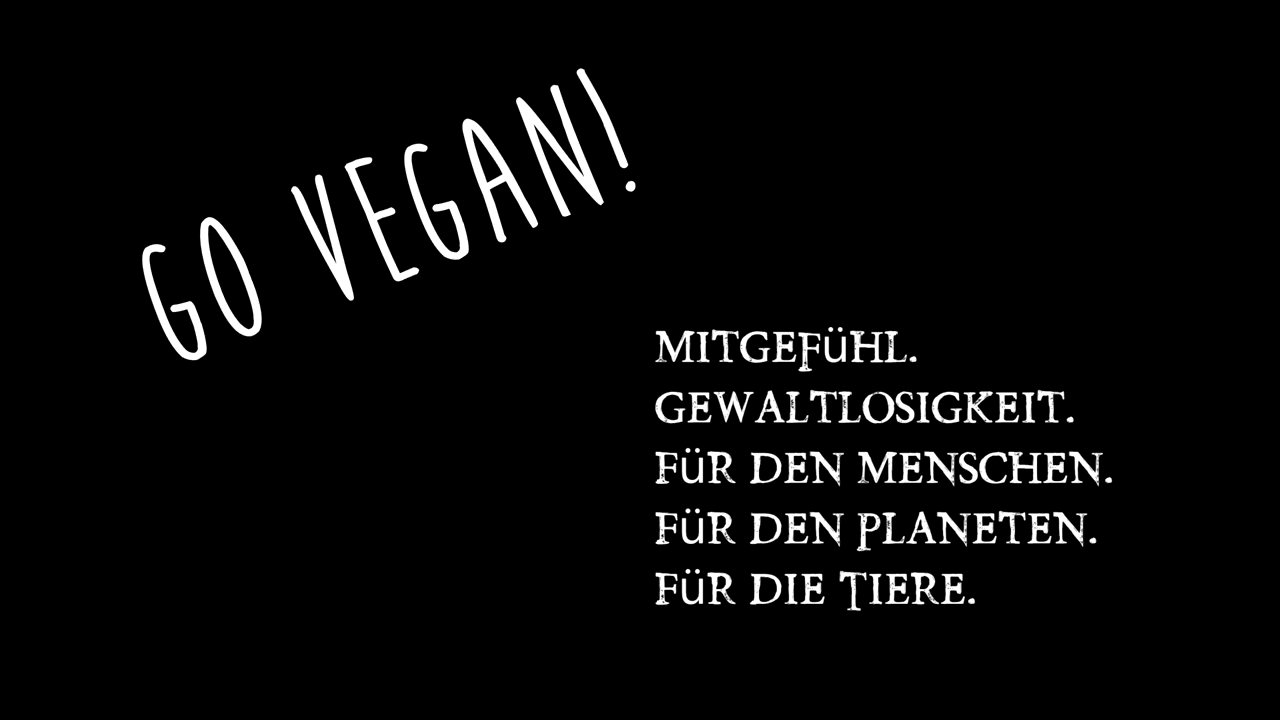 GO VEGAN!
MITGEFÜHL.
GEWALTLOSIGKEIT.
FÜR DEN MENSCHEN.
FÜR DEN PLANETEN.
FÜR DIE TIERE.